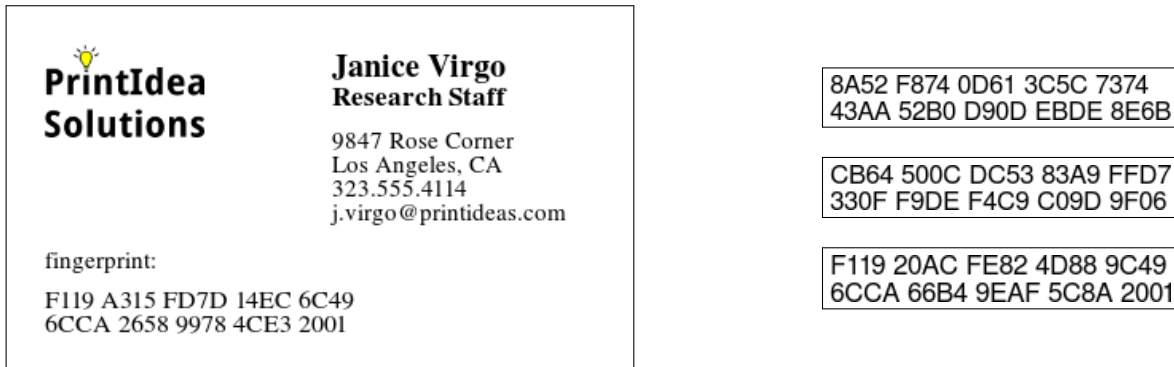 PrintIdea
Solutions
Janice Virgo
Research Staff
9847 Rose Corner
Los Angeles, CA
323.555.4114
j.virgo@printideas.com
fingerprint:
F119 A315 FD7D 14EC 6C49
6CCA 2658 9978 4CE3 2001
8A52 F874 0D61 3C5C 7374
43AA 52B0 D90D EBDE 8E6B
CB64 500C DC53 83A9 FFD7
330F F9DE F4C9 C09D 9F06
F119 20AC FE82 4D88 9C49
6CCA 66B4 9EAF 5C8A 2001